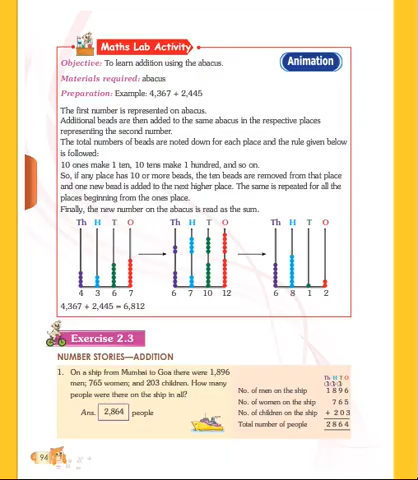 Maths Lab Activity
Objective: To learn addition using the abacus.
Animation
Materials required: abacus
Preparation: Example: 4,367 + 2,445
The first number is represented on abacus.
Additional beads are then added to the same abacus in the respective places
representing the second number.
The total numbers of beads are noted down for each place and the rule given below
is followed:
10 ones make 1 ten, 10 tens make 1 hundred, and so on.
So, if any place has 10 or more beads, the ten beads are removed from that place
and one new bead is added to the next higher place. The same is repeated for all the
places beginning from the ones place.
Finally, the new number on the abacus is read as the sum.
Th H T O Th H T O Th H T O
4 3 6 7 6 7 10 12 6 8 1 2
4,367 + 2,445 = 6,812
Exercise 2.3
NUMBER STORIES—ADDITION
1. On a ship from Mumbai to Goa there were 1,896
men; 765 women; and 203 children. How many
people were there on the ship in all?
Ans. 2,864 people
Th H T O
(1)(1)(1)
No. of men on the ship 1 8 9 6
No. of women on the ship 7 6 5
No. of children on the ship + 2 0 3
Total number of people 2 8 6 4
94